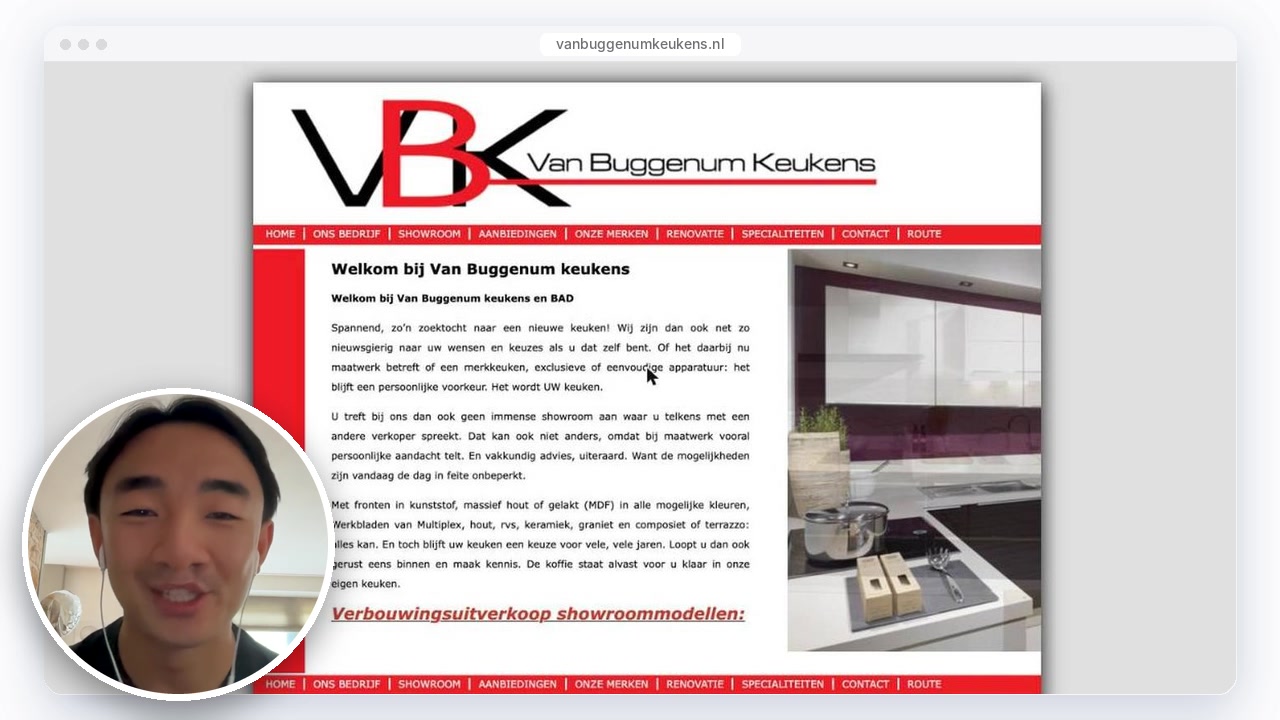 vanbuggenumkeukens.nl
VBK Van Buggenum Keukens
HOME | ONS BEDRIJF | SHOWROOM | AANBIEDINGEN | ONZE MERKEN | RENOVATIE | SPECIALITEITEN | CONTACT | ROUTE
Welkom bij Van Buggenum keukens
Welkom bij Van Buggenum keukens en BAD
Spannend, zo'n zoektocht naar een nieuwe keuken! Wij zijn dan ook net zo
nieuwsgierig naar uw wensen en keuzes als u dat zelf bent. Of het daarbij nu
maatwerk betreft of een merkkeuken, exclusieve of eenvoudige apparatuur: het
blijft een persoonlijke voorkeur. Het wordt UW keuken.
U treft bij ons dan ook geen immense showroom aan waar u telkens met een
andere verkoper spreekt. Dat kan ook niet anders, omdat bij maatwerk vooral
persoonlijke aandacht telt. En vakkundig advies, uiteraard. Want de mogelijkheden
zijn vandaag de dag in feite onbeperkt.
Met fronten in kunststof, massief hout of gelakt (MDF) in alle mogelijke kleuren,
Werkbladen van Multiplex, hout, rvs, keramiek, graniet en composiet of terrazzo:
alles kan. En toch blijft uw keuken een keuze voor vele, vele jaren. Loopt u dan ook
gerust eens binnen en maak kennis. De koffie staat alvast voor u klaar in onze
eigen keuken.
Verbouwingsuitverkoop showroommodellen:
HOME | ONS BEDRIJF | SHOWROOM | AANBIEDINGEN | ONZE MERKEN | RENOVATIE | SPECIALITEITEN | CONTACT | ROUTE